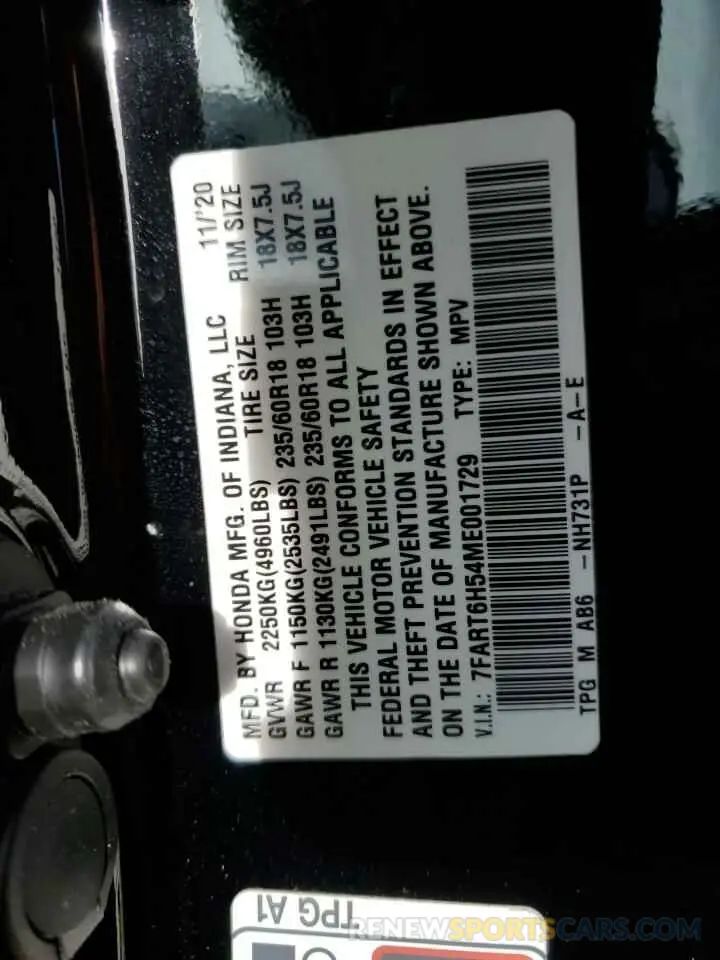 MFD. BY HONDA MFG. OF INDIANA, LLC 11/'20
GVWR 2250KG(4960LBS) TIRE SIZE RIM SIZE
GAWR F 1150KG(2535LBS) 235/60R18 103H 18X7.5J
GAWR R 1130KG(2491LBS) 235/60R18 103H 18X7.5J
THIS VEHICLE CONFORMS TO ALL APPLICABLE
FEDERAL MOTOR VEHICLE SAFETY
AND THEFT PREVENTION STANDARDS IN EFFECT
ON THE DATE OF MANUFACTURE SHOWN ABOVE.
V.I.N.: 7FART6H54ME001729 TYPE: MPV
TPG M AB6 -NH731P -A-E
TPG A1
RENEWSPORTSCARS.COM